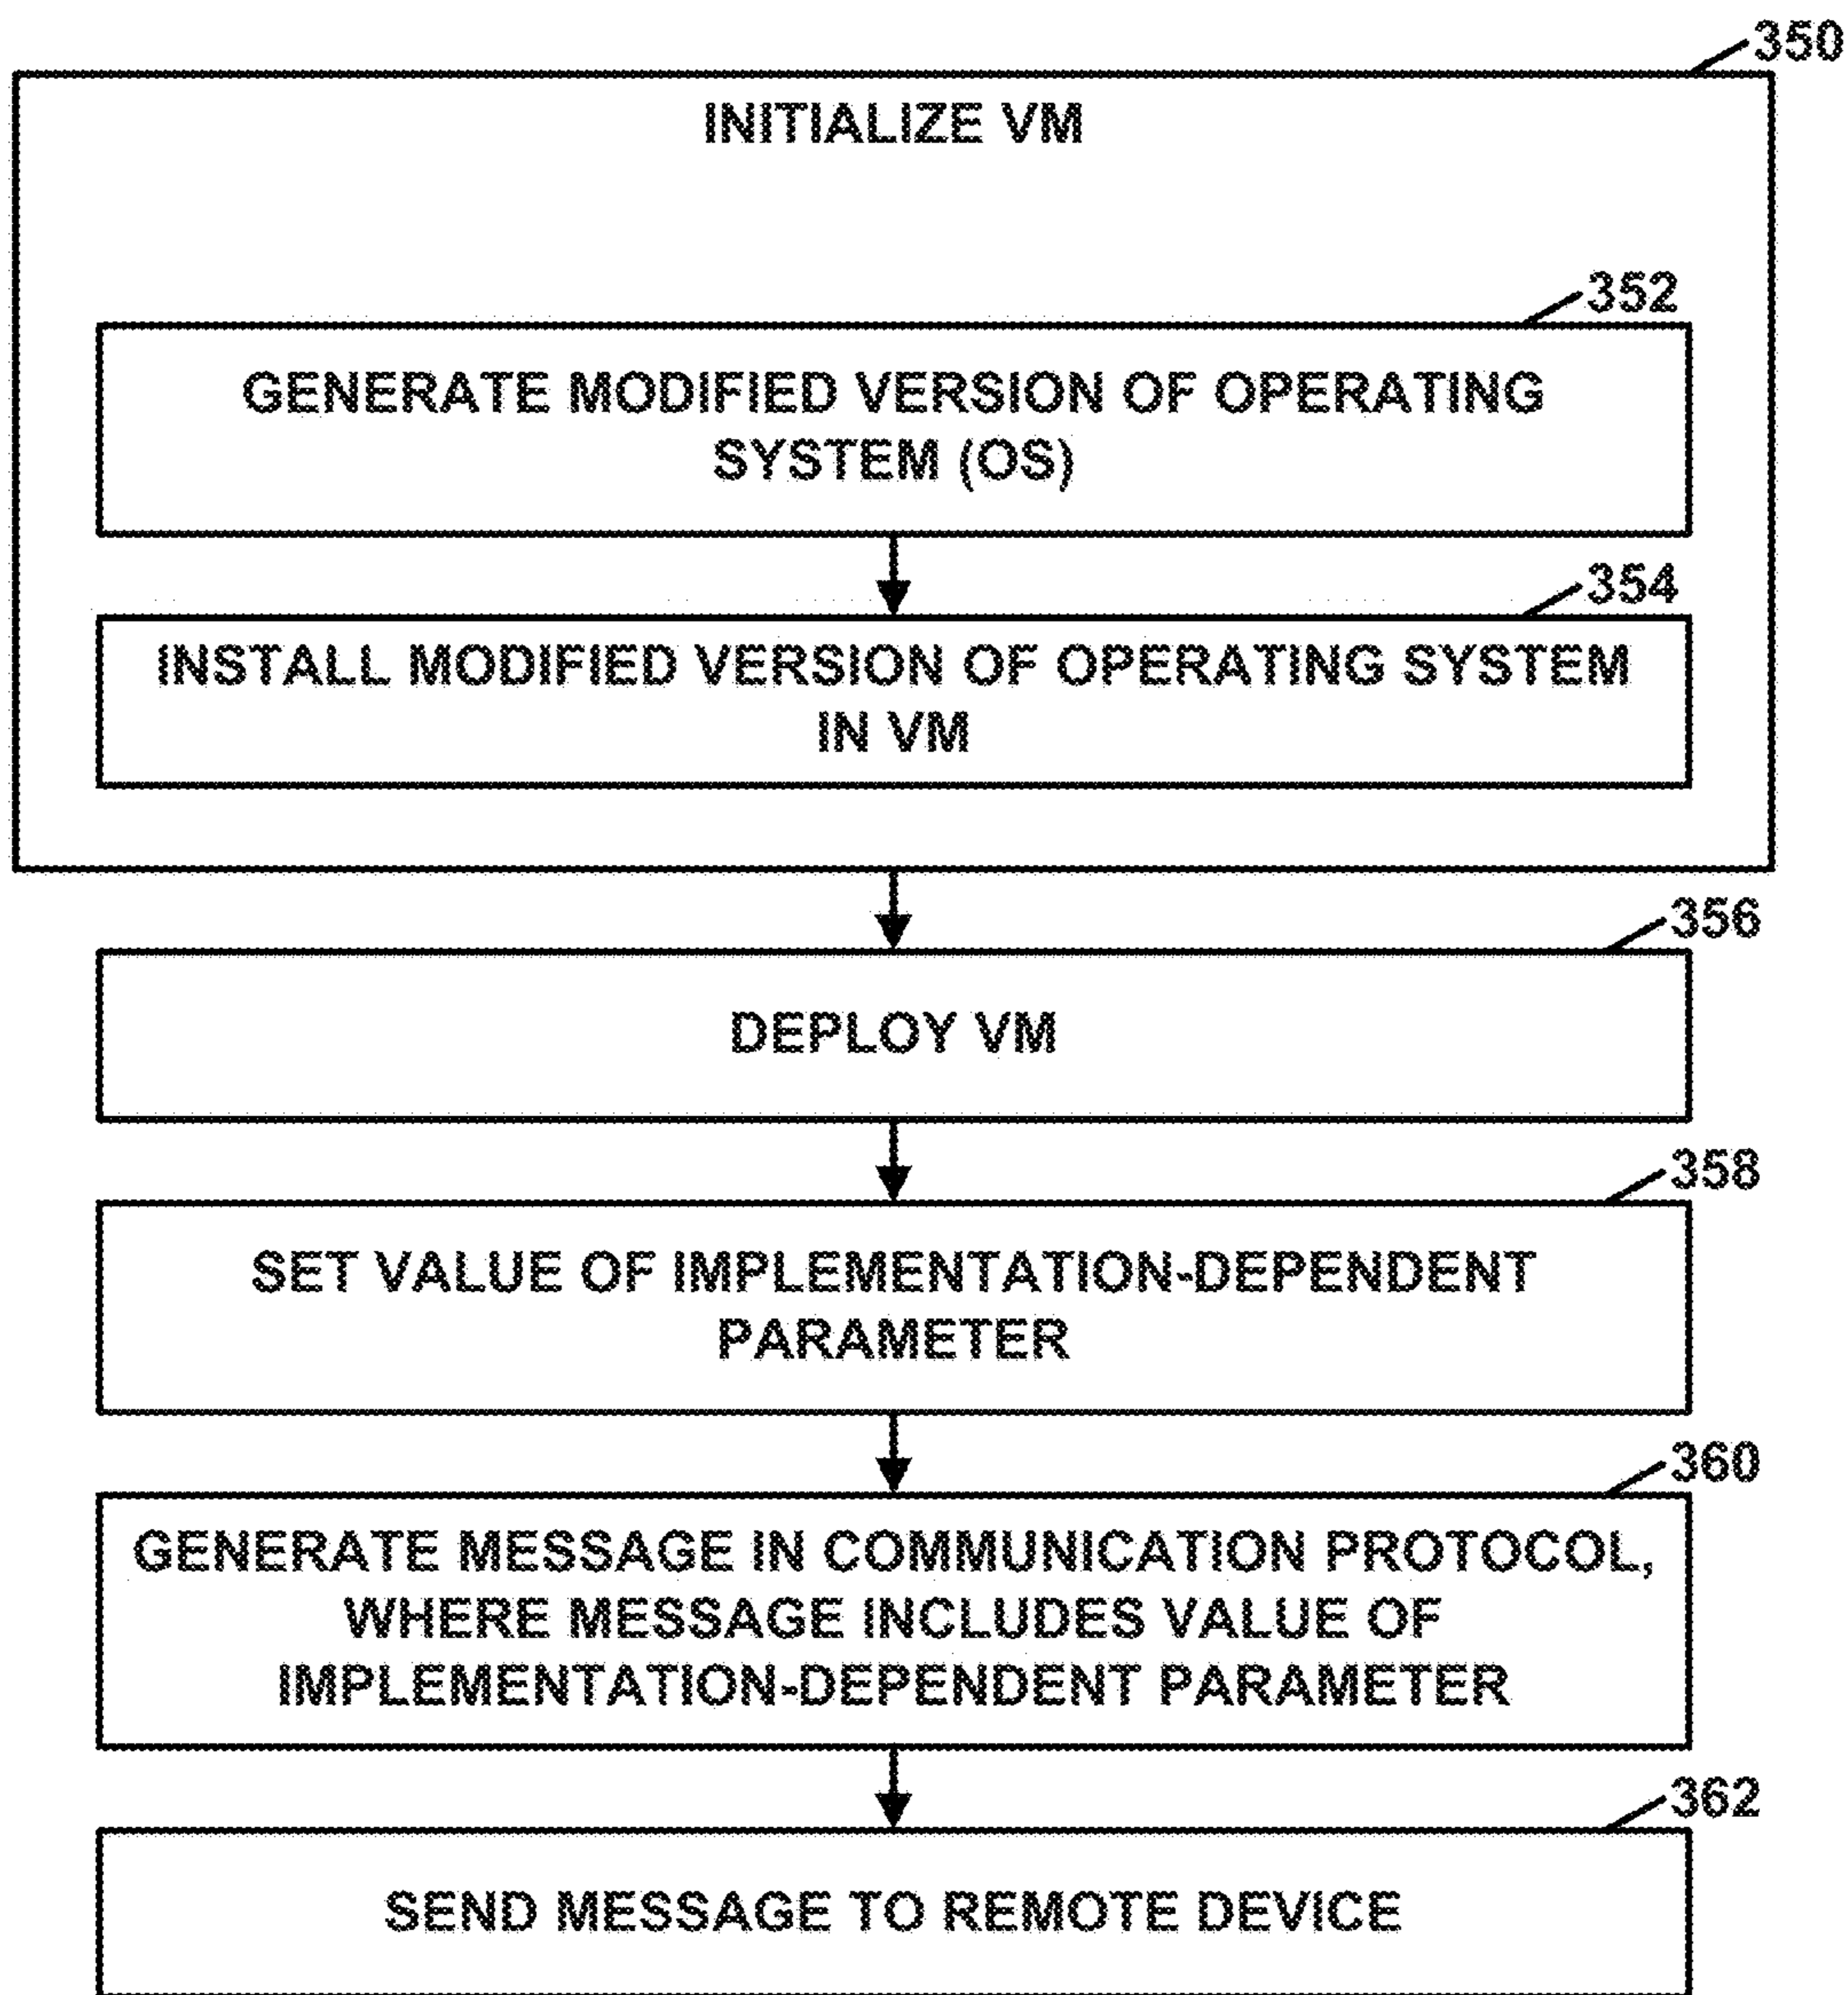 350
INITIALIZE VM
352
GENERATE MODIFIED VERSION OF OPERATING
SYSTEM (OS)
354
INSTALL MODIFIED VERSION OF OPERATING SYSTEM
IN VM
356
DEPLOY VM
358
SET VALUE OF IMPLEMENTATION-DEPENDENT
PARAMETER
360
GENERATE MESSAGE IN COMMUNICATION PROTOCOL,
WHERE MESSAGE INCLUDES VALUE OF
IMPLEMENTATION-DEPENDENT PARAMETER
362
SEND MESSAGE TO REMOTE DEVICE